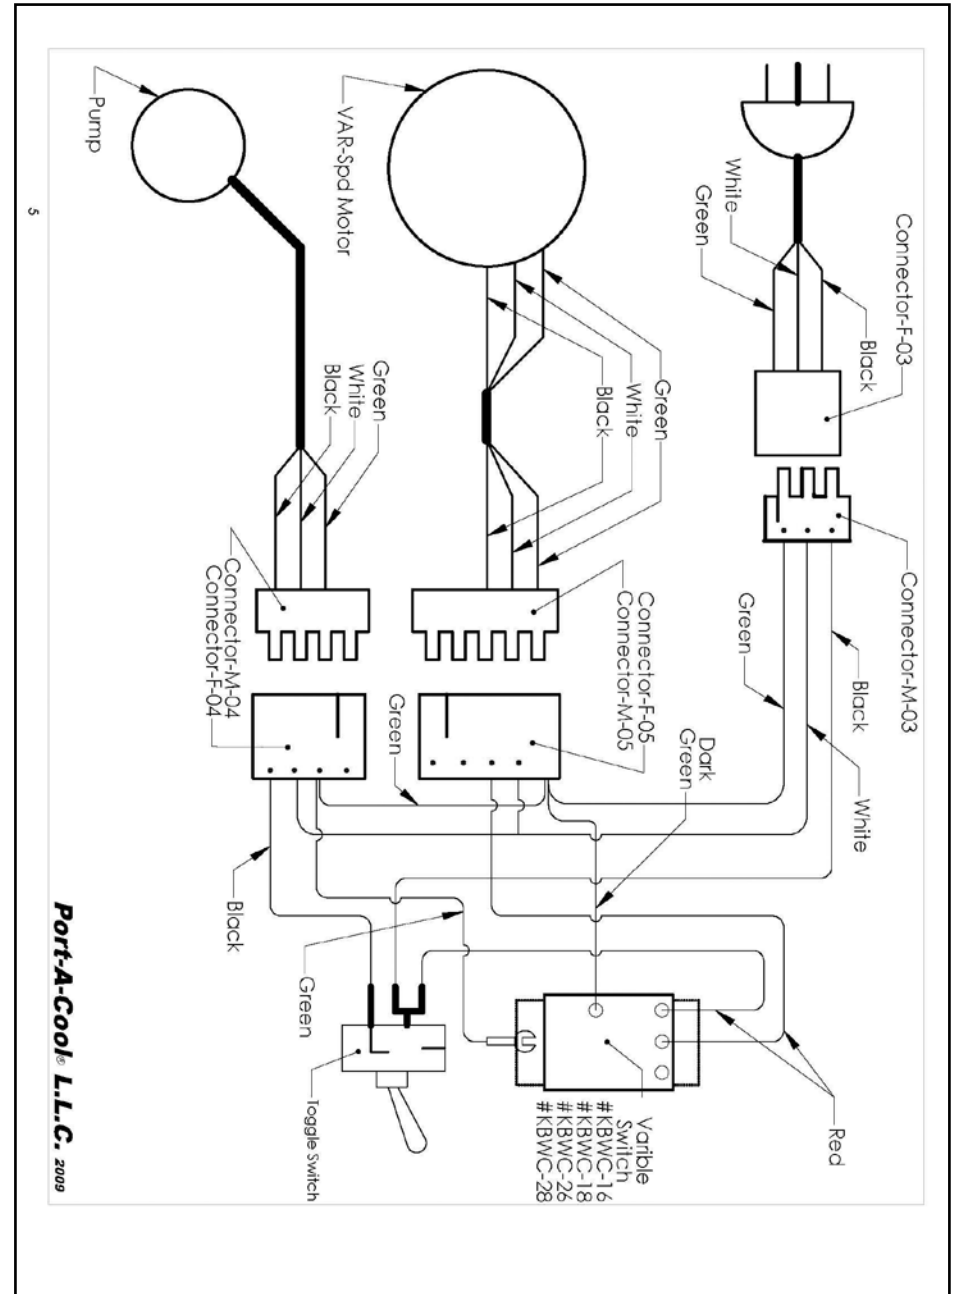 Connector-F-03
Connector-M-03
Black
Black
White
Red
White
Green
Green
Dark
Green
Varible
Switch
#KBWC-16
#KBWC-18
#KBWC-26
#KBWC-28
Green
White
Black
Connector-F-05
Connector-M-05
VAR-Spd Motor
Green
White
Black
Green
Toggle Switch
Green
Connector-M-04
Connector-F-04
Black
Pump
Port-A-Cool® L.L.C. 2009
5